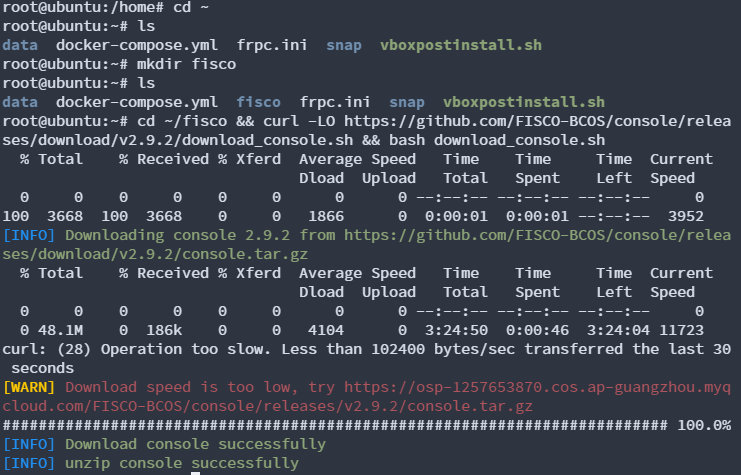 root@ubuntu:/home# cd ~
root@ubuntu:~# ls
data  docker-compose.yml  frpc.ini  snap  vboxpostinstall.sh
root@ubuntu:~# mkdir fisco
root@ubuntu:~# ls
data  docker-compose.yml  fisco  frpc.ini  snap  vboxpostinstall.sh
root@ubuntu:~# cd ~/fisco && curl -LO https://github.com/FISCO-BCOS/console/relea
ses/download/v2.9.2/download_console.sh && bash download_console.sh
  % Total    % Received % Xferd  Average Speed   Time    Time     Time  Current
                                 Dload  Upload   Total   Spent    Left  Speed
  0     0    0     0    0     0      0      0 --:--:-- --:--:-- --:--:--     0
100  3668  100  3668    0     0   1866      0  0:00:01  0:00:01 --:--:--  3952
[INFO] Downloading console 2.9.2 from https://github.com/FISCO-BCOS/console/relea
ses/download/v2.9.2/console.tar.gz
  % Total    % Received % Xferd  Average Speed   Time    Time     Time  Current
                                 Dload  Upload   Total   Spent    Left  Speed
  0     0    0     0    0     0      0      0 --:--:-- --:--:-- --:--:--     0
  0 48.1M    0  186k    0     0   4104      0  3:24:50  0:00:46  3:24:04 11723
curl: (28) Operation too slow. Less than 102400 bytes/sec transferred the last 30
 seconds
[WARN] Download speed is too low, try https://osp-1257653870.cos.ap-guangzhou.myq
cloud.com/FISCO-BCOS/console/releases/v2.9.2/console.tar.gz
######################################################################## 100.0%
[INFO] Download console successfully
[INFO] unzip console successfully